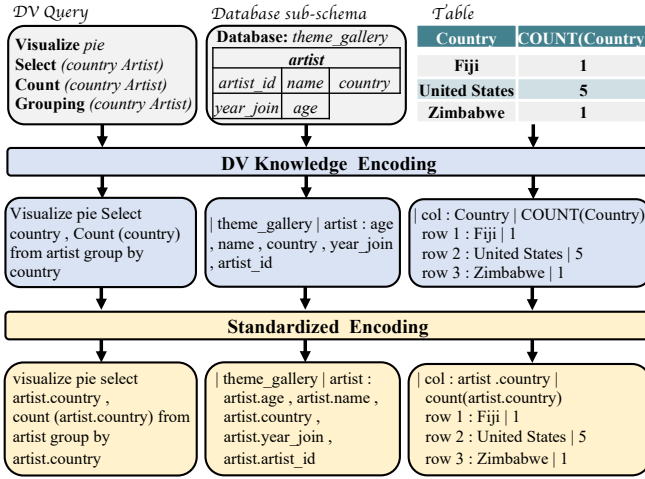 DV Query
Visualize pie
Select (country Artist)
Count (country Artist)
Grouping (country Artist)
Database sub-schema
Database: theme_gallery
artist
artist_id name country
year_join age
Table
Country COUNT(Country
Fiji 1
United States 5
Zimbabwe 1
DV Knowledge Encoding
Visualize pie Select
country , Count (country)
from artist group by
country
| theme_gallery | artist : age
, name , country , year_join
, artist_id
| col : Country | COUNT(Country)
row 1 : Fiji | 1
row 2 : United States | 5
row 3 : Zimbabwe | 1
Standardized Encoding
visualize pie select
artist.country ,
count (artist.country) from
artist group by
artist.country
| theme_gallery | artist :
artist.age , artist.name ,
artist.country ,
artist.year_join ,
artist.artist_id
| col : artist .country |
count(artist.country)
row 1 : Fiji | 1
row 2 : United States | 5
row 3 : Zimbabwe | 1